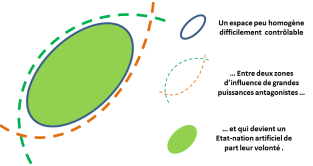 Un espace peu homogène
difficilement contrôlable
... Entre deux zones
d'influence de grandes
puissances antagonistes ...
... et qui devient un
Etat-nation artificiel de
part leur volonté .